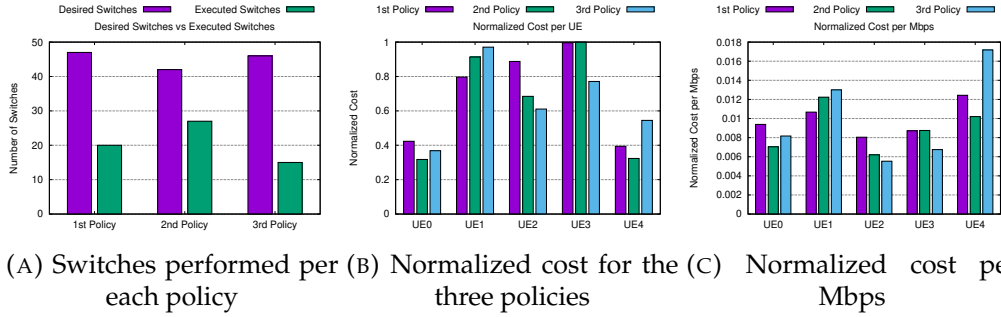 Desired Switches Executed Switches
Desired Switches vs Executed Switches
Number of Switches
50
40
30
20
10
0
1st Policy 2nd Policy 3rd Policy
1st Policy 2nd Policy 3rd Policy
Normalized Cost per UE
Normalized Cost
1
0.8
0.6
0.4
0.2
0
UE0 UE1 UE2 UE3 UE4
1st Policy 2nd Policy 3rd Policy
Normalized Cost per Mbps
Normalized Cost per Mbps
0.018
0.016
0.014
0.012
0.01
0.008
0.006
0.004
0.002
0
UE0 UE1 UE2 UE3 UE4
(A) Switches performed per
each policy
(B) Normalized cost for the
three policies
(C) Normalized cost pe
Mbps